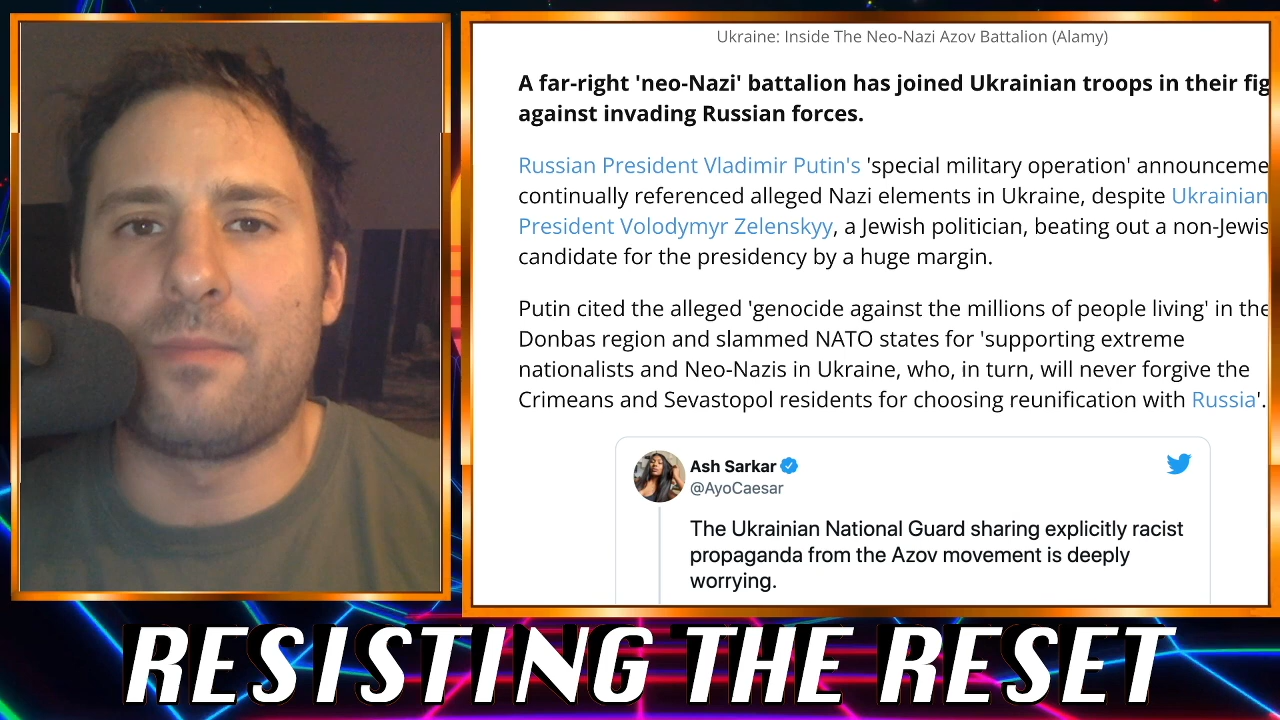 Ukraine: Inside The Neo-Nazi Azov Battalion (Alamy)
A far-right 'neo-Nazi' battalion has joined Ukrainian troops in their fig
against invading Russian forces.
Russian President Vladimir Putin's 'special military operation' announceme
continually referenced alleged Nazi elements in Ukraine, despite Ukrainian
President Volodymyr Zelenskyy, a Jewish politician, beating out a non-Jewis
candidate for the presidency by a huge margin.
Putin cited the alleged 'genocide against the millions of people living' in the
Donbas region and slammed NATO states for 'supporting extreme
nationalists and Neo-Nazis in Ukraine, who, in turn, will never forgive the
Crimeans and Sevastopol residents for choosing reunification with Russia'.
Ash Sarkar
@AyoCaesar
The Ukrainian National Guard sharing explicitly racist
propaganda from the Azov movement is deeply
worrying.
RESISTING THE RESET